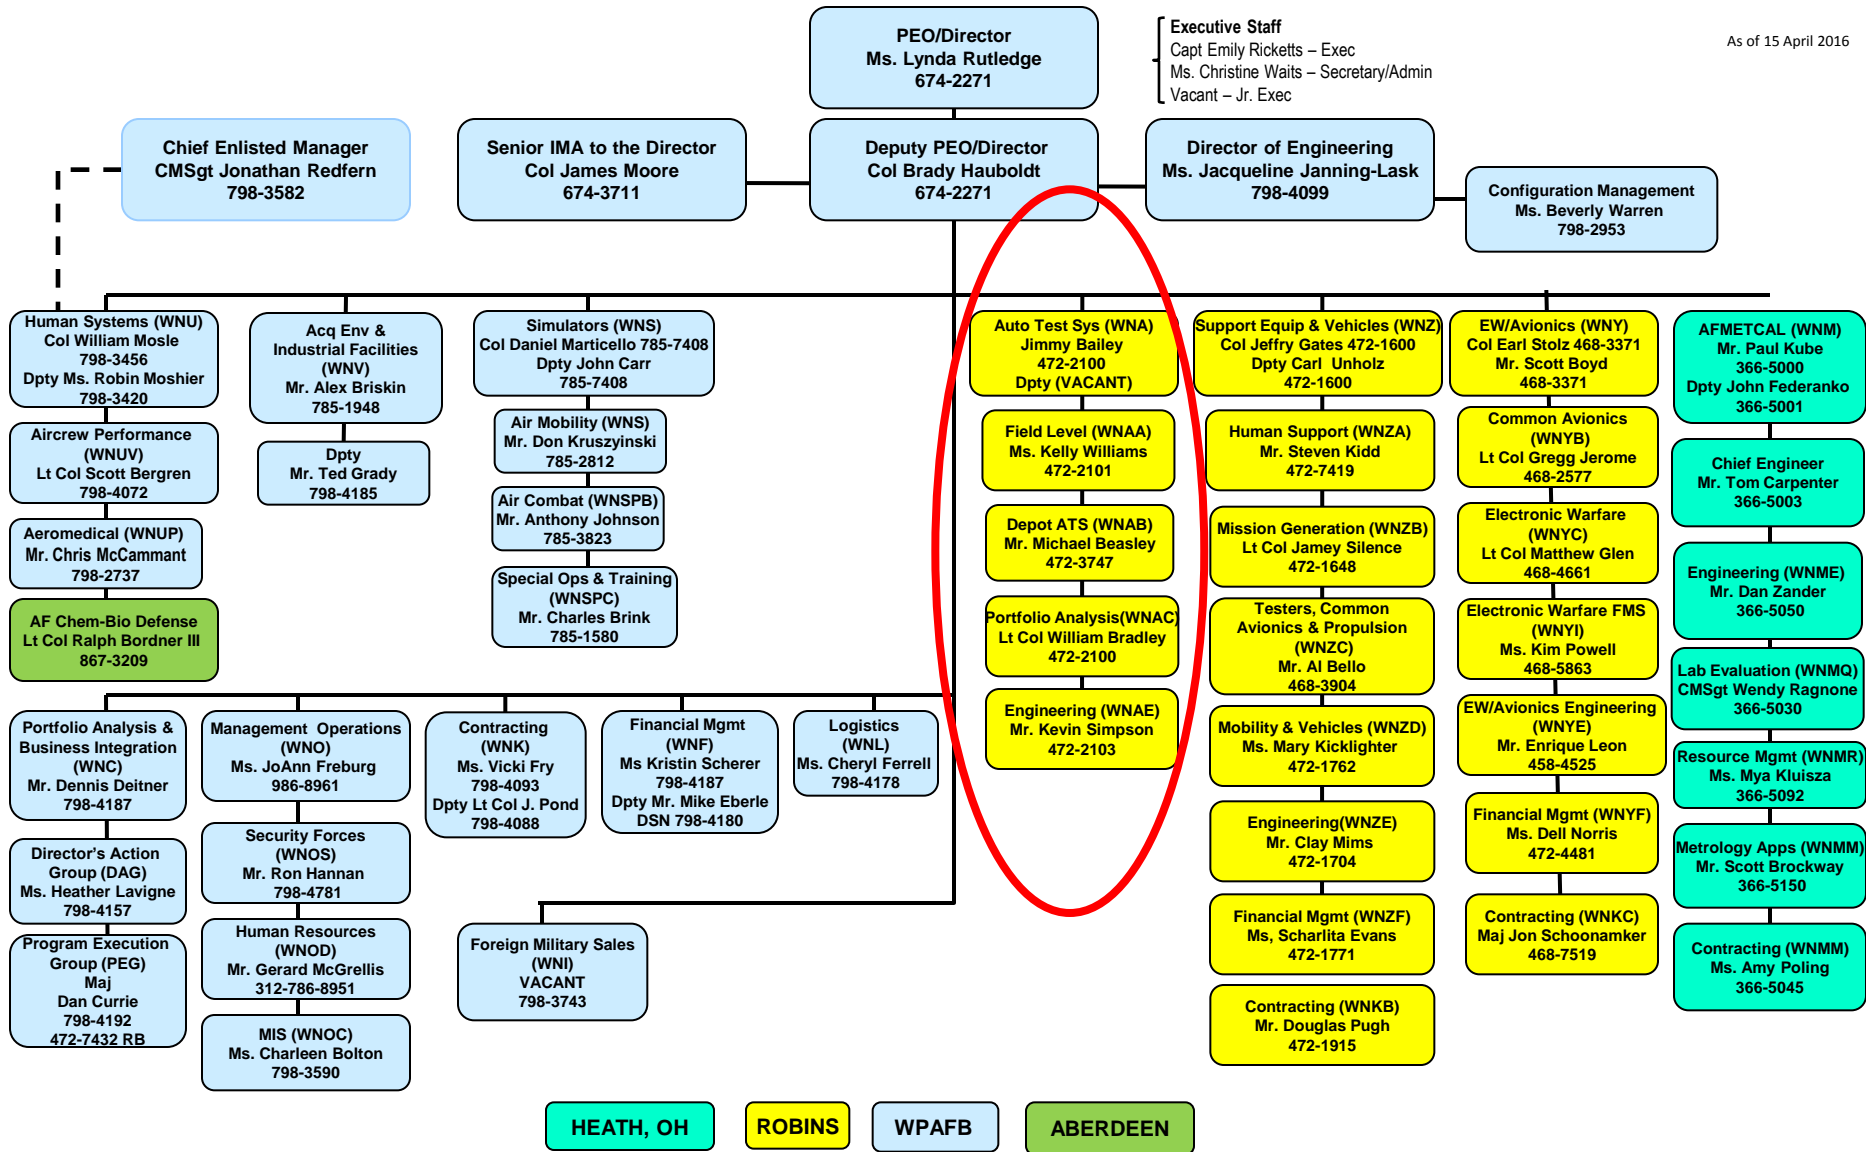 PEO/Director
Ms. Lynda Rutledge
674-2271
Executive Staff
Capt Emily Ricketts – Exec
Ms. Christine Waits – Secretary/Admin
Vacant – Jr. Exec
As of 15 April 2016
Chief Enlisted Manager
CMSgt Jonathan Redfern
798-3582
Senior IMA to the Director
Col James Moore
674-3711
Deputy PEO/Director
Col Brady Hauboldt
674-2271
Director of Engineering
Ms. Jacqueline Janning-Lask
798-4099
Configuration Management
Ms. Beverly Warren
798-2953
Human Systems (WNU)
Col William Mosle
798-3456
Dpty Ms. Robin Moshier
798-3420
Aircrew Performance
(WNUV)
Lt Col Scott Bergren
798-4072
Aeromedical (WNUP)
Mr. Chris McCammant
798-2737
AF Chem-Bio Defense
Lt Col Ralph Bordner III
867-3209
Acq Env &
Industrial Facilities
(WNV)
Mr. Alex Briskin
785-1948
Dpty
Mr. Ted Grady
798-4185
Simulators (WNS)
Col Daniel Marticello 785-7408
Dpty John Carr
785-7408
Air Mobility (WNS)
Mr. Don Kruszyinski
785-2812
Air Combat (WNSPB)
Mr. Anthony Johnson
785-3823
Special Ops & Training
(WNSPC)
Mr. Charles Brink
785-1580
Auto Test Sys (WNA)
Jimmy Bailey
472-2100
Dpty (VACANT)
Field Level (WNAA)
Ms. Kelly Williams
472-2101
Depot ATS (WNAB)
Mr. Michael Beasley
472-3747
Portfolio Analysis(WNAC)
Lt Col William Bradley
472-2100
Engineering (WNAE)
Mr. Kevin Simpson
472-2103
Support Equip & Vehicles (WNZ)
Col Jeffry Gates 472-1600
Dpty Carl Unholz
472-1600
Human Support (WNZA)
Mr. Steven Kidd
472-7419
Mission Generation (WNZB)
Lt Col Jamey Silence
472-1648
Testers, Common
Avionics & Propulsion
(WNZC)
Mr. Al Bello
468-3904
Mobility & Vehicles (WNZD)
Ms. Mary Kicklighter
472-1762
Engineering(WNZE)
Mr. Clay Mims
472-1704
Financial Mgmt (WNZF)
Ms, Scharlita Evans
472-1771
Contracting (WNKB)
Mr. Douglas Pugh
472-1915
EW/Avionics (WNY)
Col Earl Stolz 468-3371
Mr. Scott Boyd
468-3371
Common Avionics
(WNYB)
Lt Col Gregg Jerome
468-2577
Electronic Warfare
(WNYC)
Lt Col Matthew Glen
468-4661
Electronic Warfare FMS
(WNYI)
Ms. Kim Powell
468-5863
EW/Avionics Engineering
(WNYE)
Mr. Enrique Leon
458-4525
Financial Mgmt (WNYF)
Ms. Dell Norris
472-4481
Contracting (WNKC)
Maj Jon Schoonamker
468-7519
AFMETCAL (WNM)
Mr. Paul Kube
366-5000
Dpty John Federanko
366-5001
Chief Engineer
Mr. Tom Carpenter
366-5003
Engineering (WNME)
Mr. Dan Zander
366-5050
Lab Evaluation (WNMQ)
CMSgt Wendy Ragnone
366-5030
Resource Mgmt (WNMR)
Ms. Mya Kluisza
366-5092
Metrology Apps (WNMM)
Mr. Scott Brockway
366-5150
Contracting (WNMM)
Ms. Amy Poling
366-5045
Portfolio Analysis &
Business Integration
(WNC)
Mr. Dennis Deitner
798-4187
Director's Action
Group (DAG)
Ms. Heather Lavigne
798-4157
Program Execution
Group (PEG)
Maj
Dan Currie
798-4192
472-7432 RB
Management Operations
(WNO)
Ms. JoAnn Freburg
986-8961
Security Forces
(WNOS)
Mr. Ron Hannan
798-4781
Human Resources
(WNOD)
Mr. Gerard McGrellis
312-786-8951
MIS (WNOC)
Ms. Charleen Bolton
798-3590
Contracting
(WNK)
Ms. Vicki Fry
798-4093
Dpty Lt Col J. Pond
798-4088
Financial Mgmt
(WNF)
Ms Kristin Scherer
798-4187
Dpty Mr. Mike Eberle
DSN 798-4180
Logistics
(WNL)
Ms. Cheryl Ferrell
798-4178
Foreign Military Sales
(WNI)
VACANT
798-3743
HEATH, OH
ROBINS
WPAFB
ABERDEEN